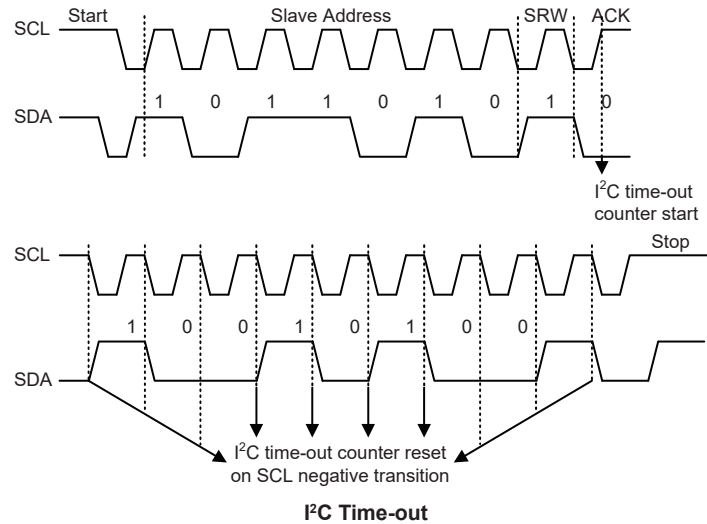 Start Slave Address SRW ACK
SCL
1 0 1 1 0 1 0 1 0
SDA
I²C time-out
counter start
Stop
SCL
1 0 0 1 0 1 0 0
SDA
I²C time-out counter reset
on SCL negative transition
I²C Time-out